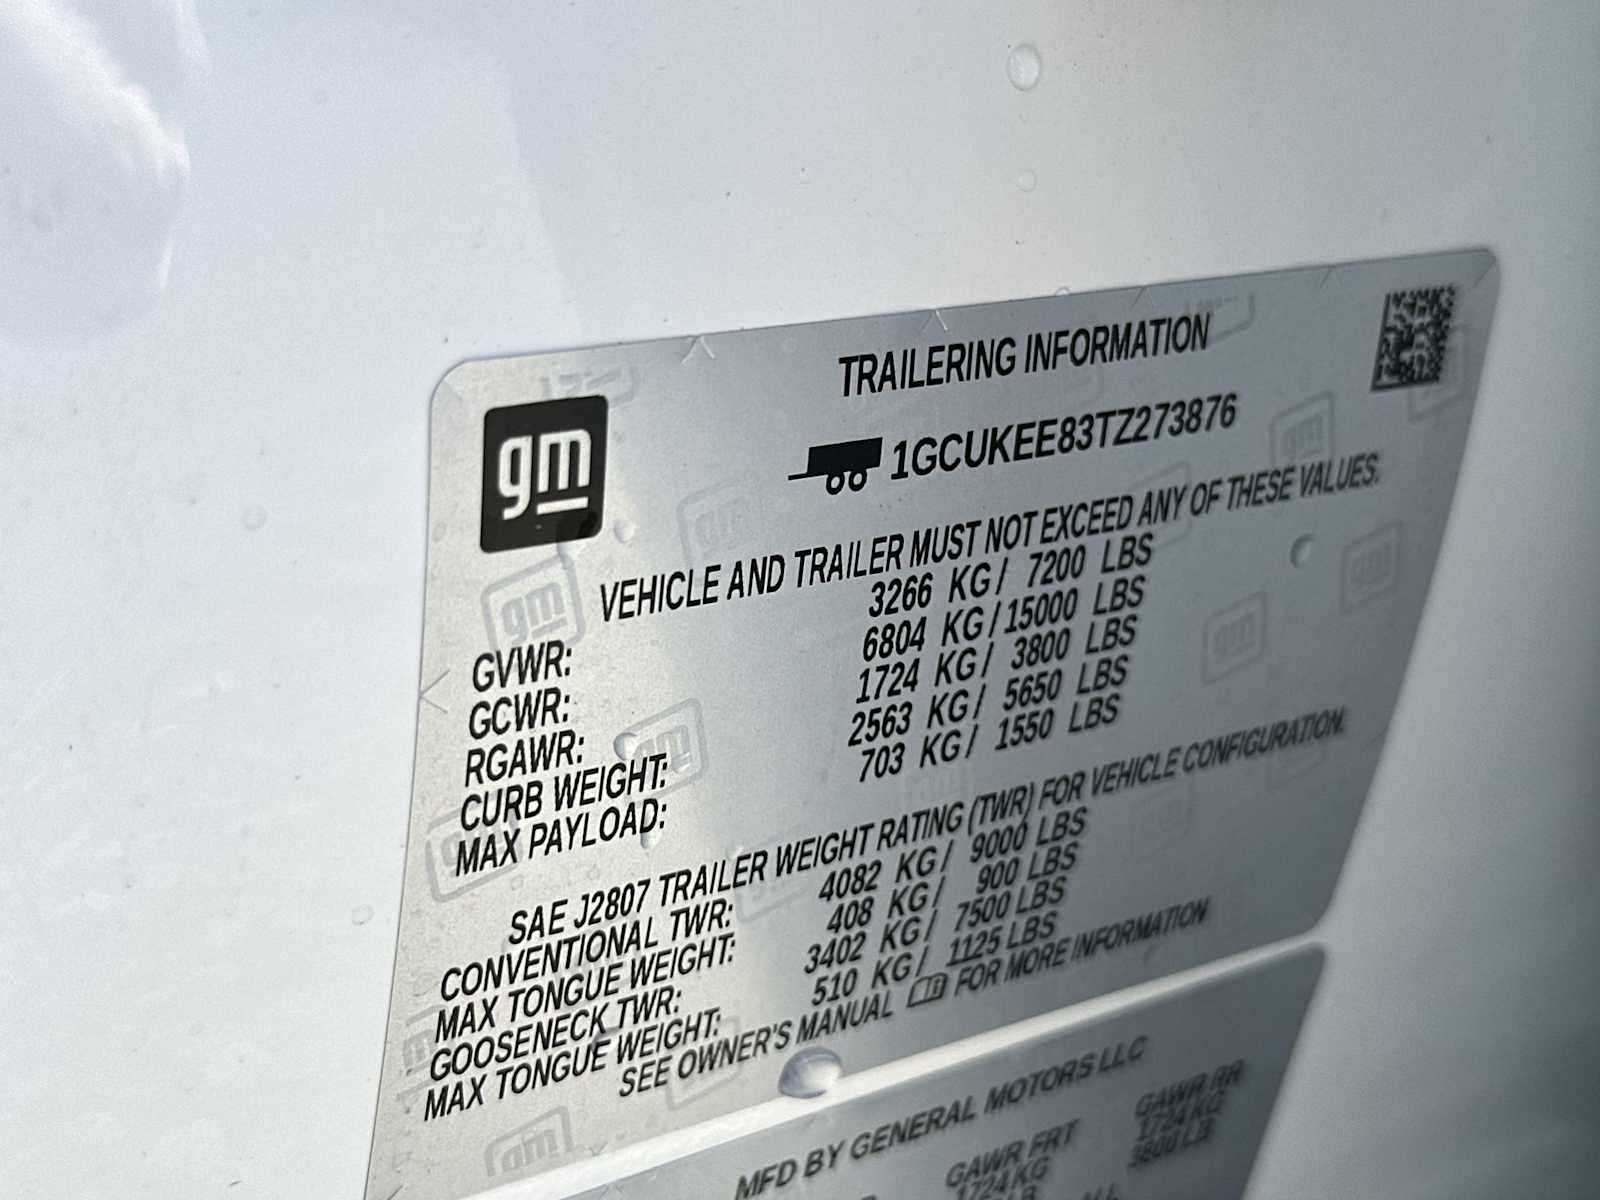 TRAILERING INFORMATION
gm
1GCUKEE83TZ273876
VEHICLE AND TRAILER MUST NOT EXCEED ANY OF THESE VALUES.
GVWR: 3266 KG/ 7200 LBS
GCWR: 6804 KG/15000 LBS
RGAWR: 1724 KG/ 3800 LBS
CURB WEIGHT: 2563 KG/ 5650 LBS
MAX PAYLOAD: 703 KG/ 1550 LBS
SAE J2807 TRAILER WEIGHT RATING (TWR) FOR VEHICLE CONFIGURATION.
CONVENTIONAL TWR: 4082 KG/ 9000 LBS
MAX TONGUE WEIGHT: 408 KG/ 900 LBS
GOOSENECK TWR: 3402 KG/ 7500 LBS
MAX TONGUE WEIGHT: 510 KG/ 1125 LBS
SEE OWNER'S MANUAL FOR MORE INFORMATION
MFD BY GENERAL MOTORS LLC
GAWR FRT GAWR RR
1724 KG 1724 KG
LB 3800 LB